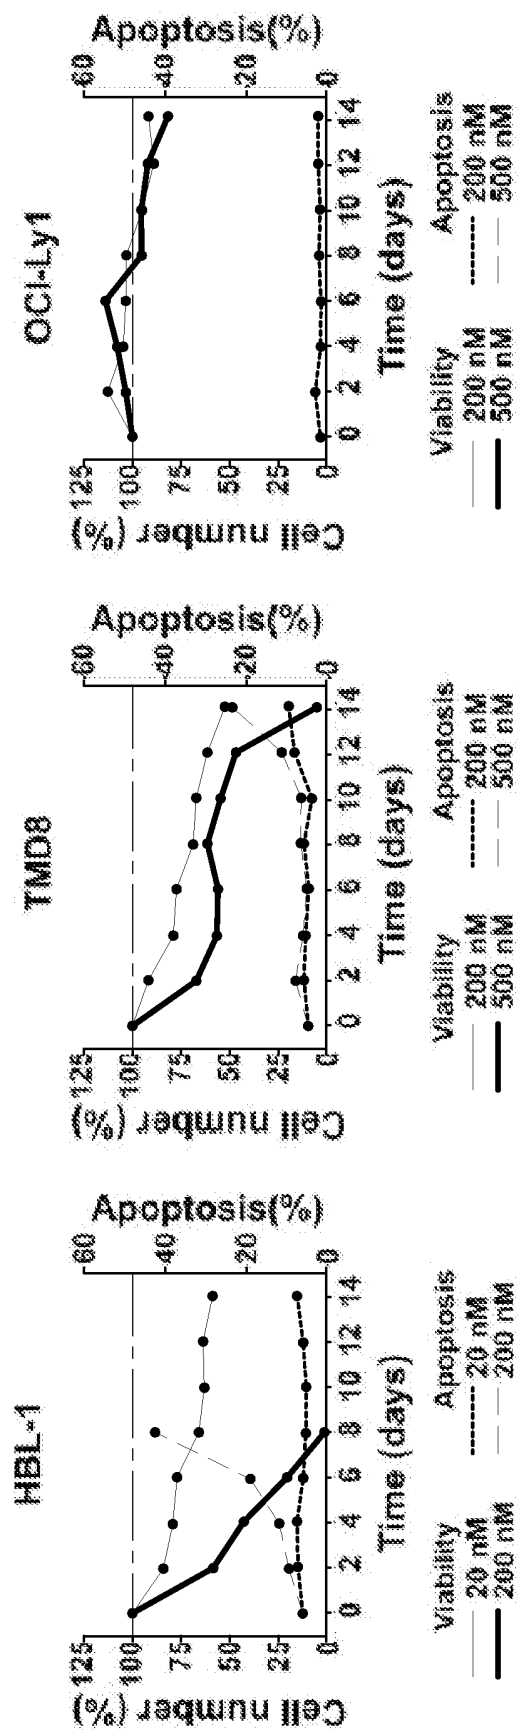 HBL-1
Cell number (%)
125
100
75
50
25
0
Apoptosis(%)
60
40
20
0
0 2 4 6 8 10 12 14
Time (days)
Viability Apoptosis
20 nM 20 nM
200 nM 200 nM
TMD8
Cell number (%)
125
100
75
50
25
0
Apoptosis(%)
60
40
20
0
0 2 4 6 8 10 12 14
Time (days)
Viability Apoptosis
200 nM 200 nM
500 nM 500 nM
OCI-Ly1
Cell number (%)
125
100
75
50
25
0
Apoptosis(%)
60
40
20
0
0 2 4 6 8 10 12 14
Time (days)
Viability Apoptosis
200 nM 200 nM
500 nM 500 nM